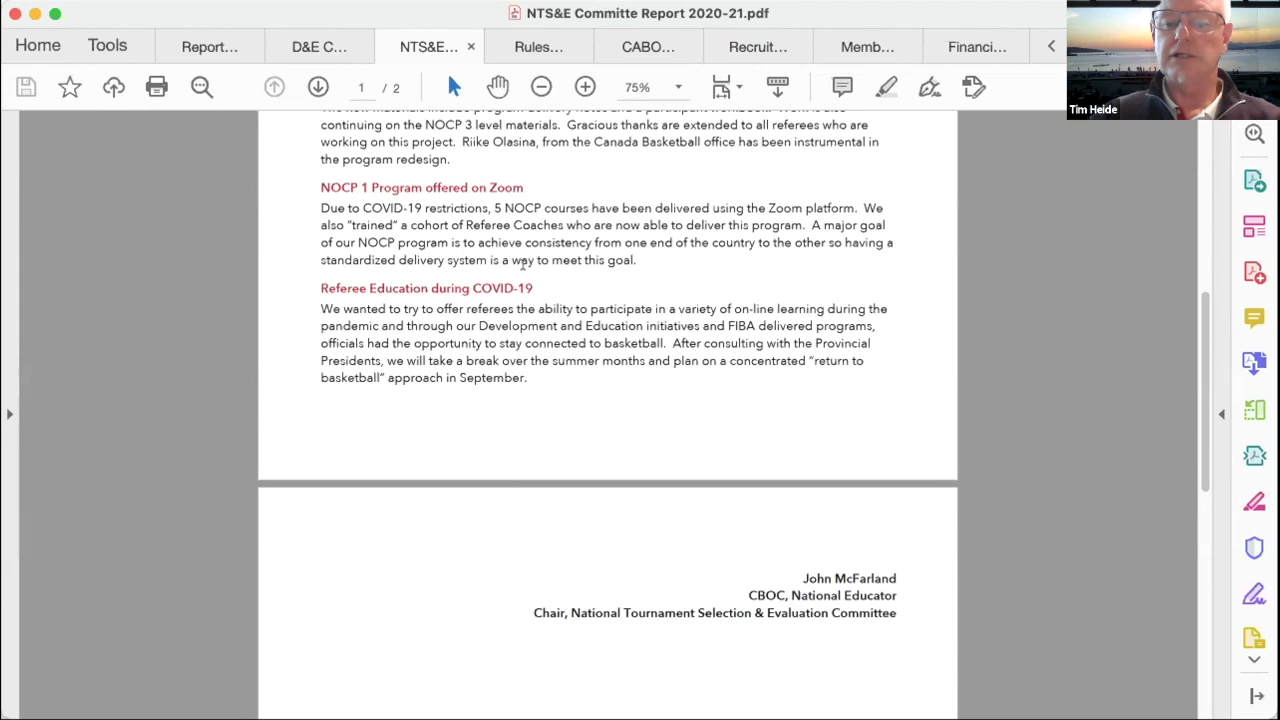 NTS&E Committe Report 2020-21.pdf
Home Tools Report... D&E C... NTS&E... × Rules... CABO... Recruit... Memb... Financi...
1 / 2 75%
Tim Heide
continuing on the NOCP 3 level materials. Gracious thanks are extended to all referees who are
working on this project. Riike Olasina, from the Canada Basketball office has been instrumental in
the program redesign.
NOCP 1 Program offered on Zoom
Due to COVID-19 restrictions, 5 NOCP courses have been delivered using the Zoom platform. We
also “trained” a cohort of Referee Coaches who are now able to deliver this program. A major goal
of our NOCP program is to achieve consistency from one end of the country to the other so having a
standardized delivery system is a way to meet this goal.
Referee Education during COVID-19
We wanted to try to offer referees the ability to participate in a variety of on-line learning during the
pandemic and through our Development and Education initiatives and FIBA delivered programs,
officials had the opportunity to stay connected to basketball. After consulting with the Provincial
Presidents, we will take a break over the summer months and plan on a concentrated “return to
basketball” approach in September.
John McFarland
CBOC, National Educator
Chair, National Tournament Selection & Evaluation Committee